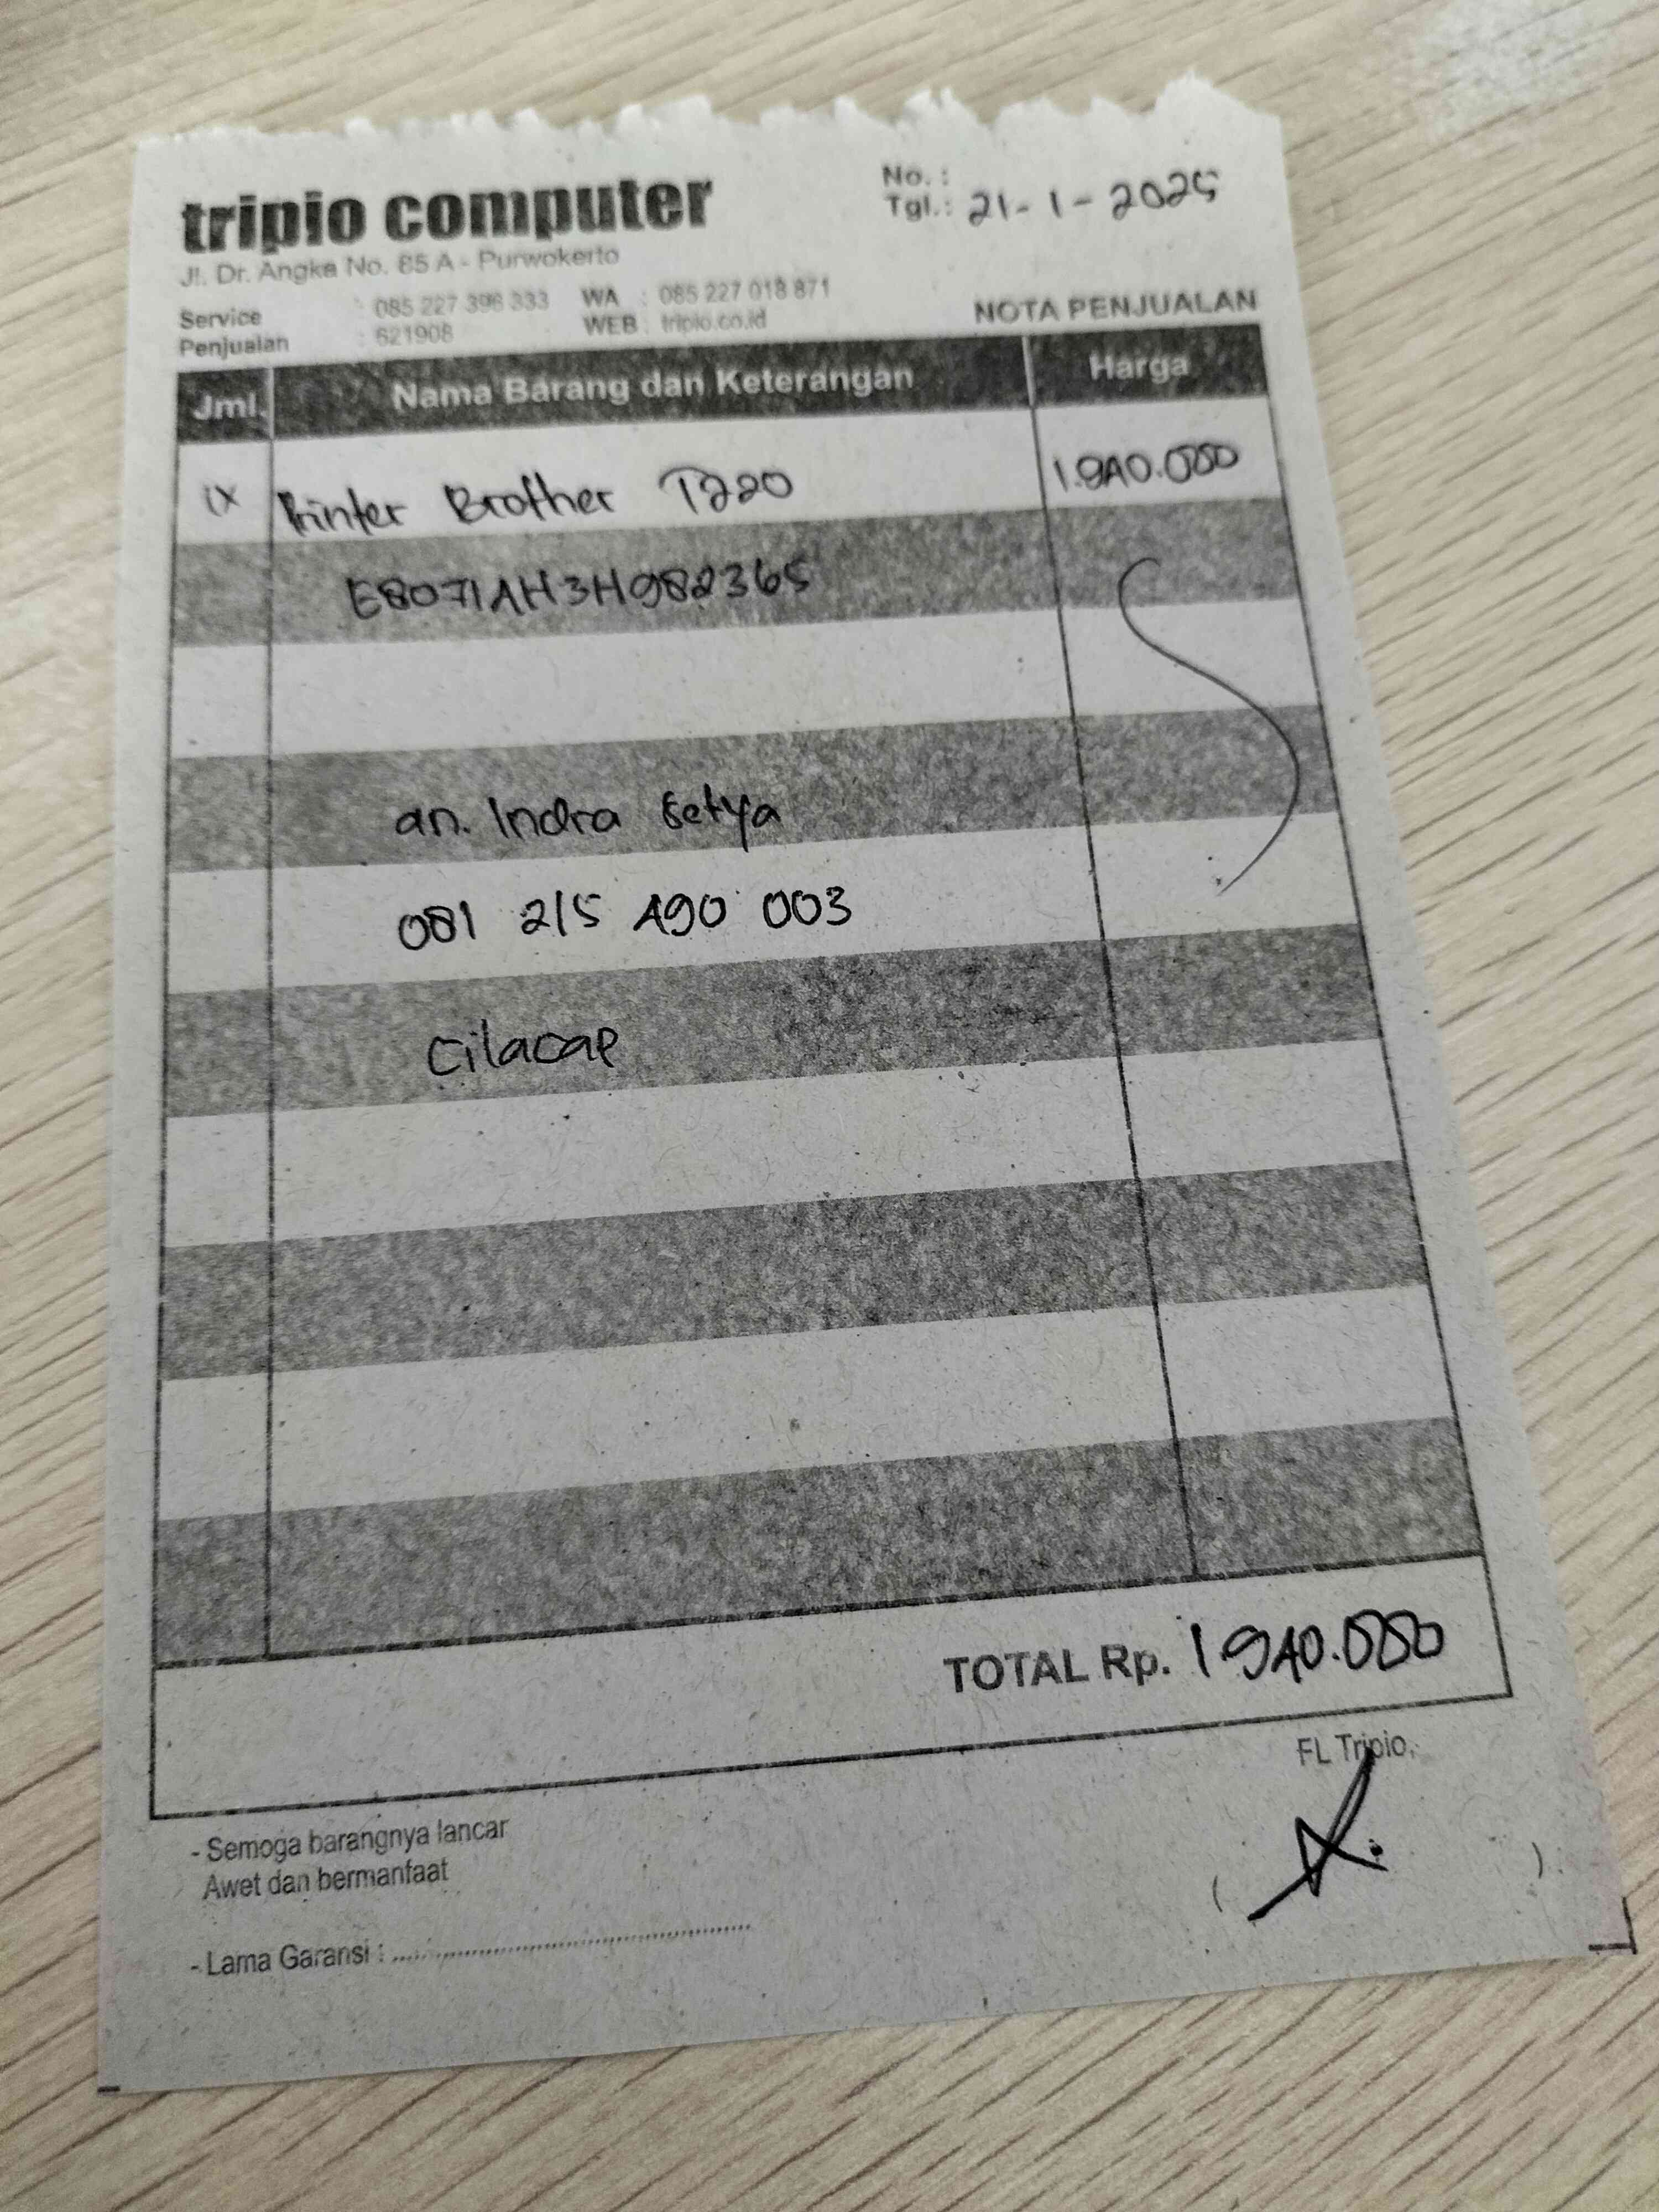 tripio computer
Jl. Dr. Angka No. 85 A - Purwokerto
Service : 085 227 396 333 WA : 085 227 018 871
Penjualan : 621908 WEB : tripio.co.id
No. :
Tgl.: 21-1-2025
NOTA PENJUALAN
Jml. Nama Barang dan Keterangan Harga
1x Printer Brother T220 1.940.000
E8071AH3H982365
an. Indra Setya
081 215 490 003
Cilacap
TOTAL Rp. 1.940.000
FL Tripio,
( ).
- Semoga barangnya lancar
Awet dan bermanfaat
- Lama Garansi : ........................